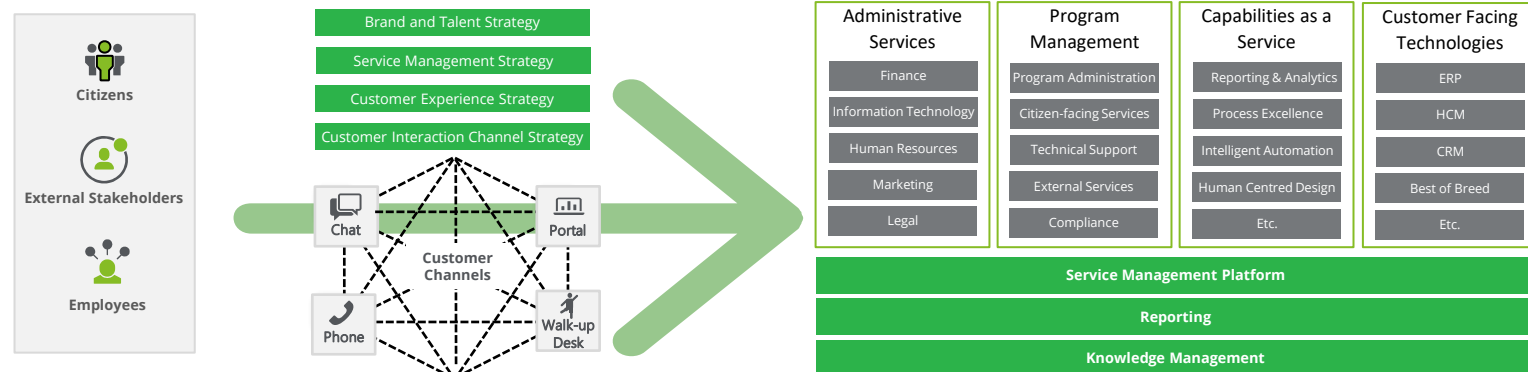 Citizens
External Stakeholders
Employees
Brand and Talent Strategy
Service Management Strategy
Customer Experience Strategy
Customer Interaction Channel Strategy
Chat
Portal
Customer
Channels
Phone
Walk-up
Desk
Administrative
Services
Finance
Information Technology
Human Resources
Marketing
Legal
Program
Management
Program Administration
Citizen-facing Services
Technical Support
External Services
Compliance
Capabilities as a
Service
Reporting & Analytics
Process Excellence
Intelligent Automation
Human Centred Design
Etc.
Customer Facing
Technologies
ERP
HCM
CRM
Best of Breed
Etc.
Service Management Platform
Reporting
Knowledge Management